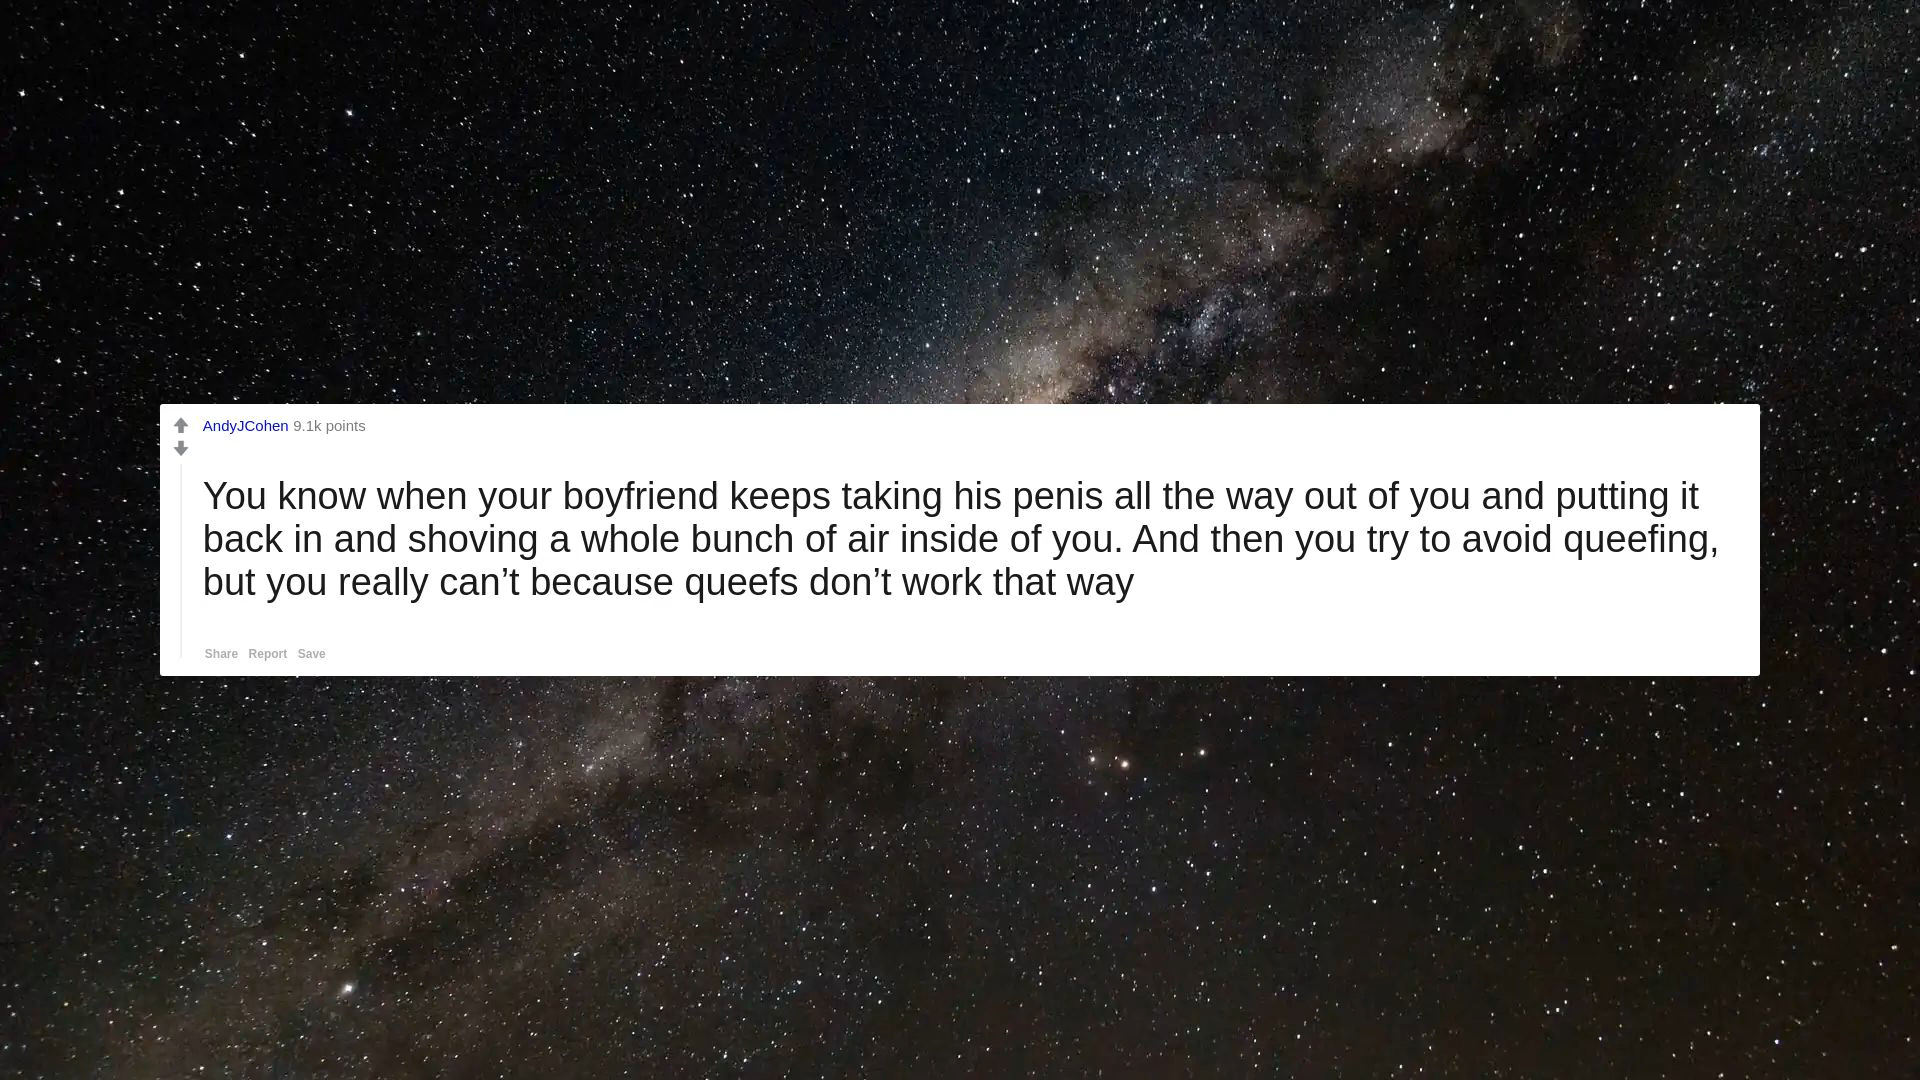 AndyJCohen 9.1k points
You know when your boyfriend keeps taking his penis all the way out of you and putting it
back in and shoving a whole bunch of air inside of you. And then you try to avoid queefing,
but you really can’t because queefs don’t work that way
Share Report Save